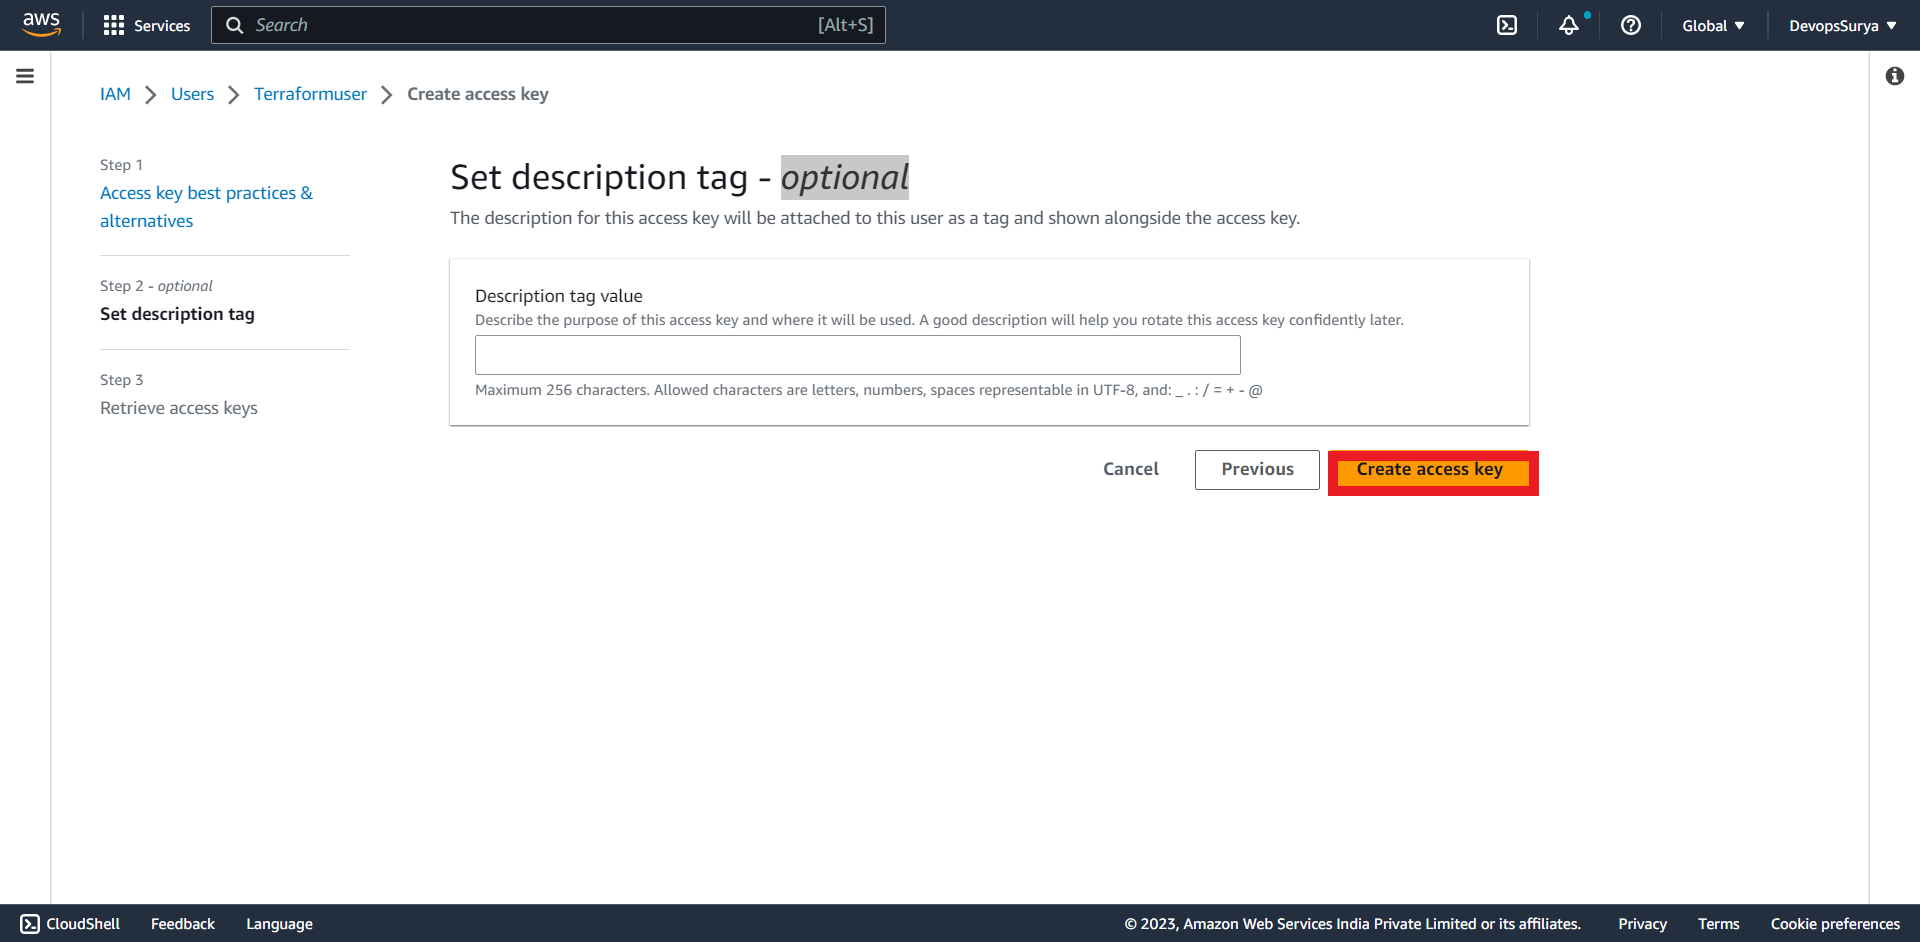 aws
Services
Search
[Alt+S]
Global
DevopsSurya
IAM
Users
Terraformuser
Create access key
Step 1
Access key best practices &
alternatives
Step 2 - optional
Set description tag
Step 3
Retrieve access keys
Set description tag - optional
The description for this access key will be attached to this user as a tag and shown alongside the access key.
Description tag value
Describe the purpose of this access key and where it will be used. A good description will help you rotate this access key confidently later.
Maximum 256 characters. Allowed characters are letters, numbers, spaces representable in UTF-8, and: _ . : / = + - @
Cancel
Previous
Create access key
CloudShell
Feedback
Language
© 2023, Amazon Web Services India Private Limited or its affiliates.
Privacy
Terms
Cookie preferences